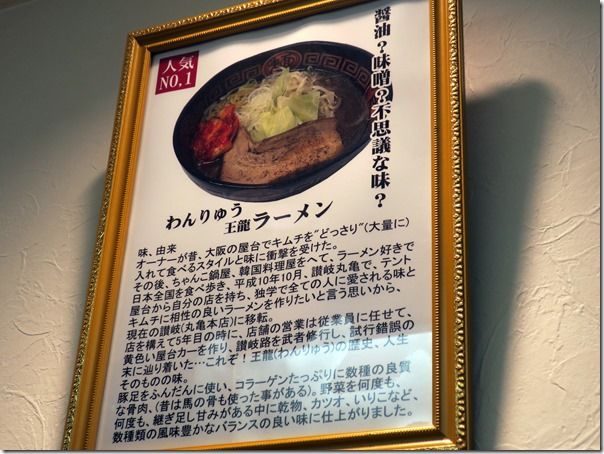 人気
NO.1
醤油?味噌?不思議な味?
わんりゅう
王龍ラーメン
味、由来
オーナーが昔、大阪の屋台でキムチを"どっさり"(大量に)
入れて食べるスタイルと味に衝撃を受けた。
その後、ちゃんこ鍋屋、韓国料理屋をへて、ラーメン好きで
日本全国を食べ歩き、平成10年10月、讃岐丸亀で、テント
屋台から自分の店を持ち、独学で全ての人に愛される味と
キムチに相性の良いラーメンを作りたいと言う思いから、
現在の讃岐(丸亀本店)に移転。
店を構えて5年目の時に、店舗の営業は従業員に任せて、
黄色い屋台カーを作り、讃岐路を武者修行し、試行錯誤の
末に辿り着いた…これぞ!王龍(わんりゅう)の歴史、人生
そのものの味。
豚足をふんだんに使い、コラーゲンたっぷりに数種の良質
な骨肉、(昔は馬の骨も使った事がある)。野菜を何度も、
何度も、継ぎ足し甘みがある中に乾物、カツオ、いりこなど、
数種類の風味豊かなバランスの良い味に仕上がりました。